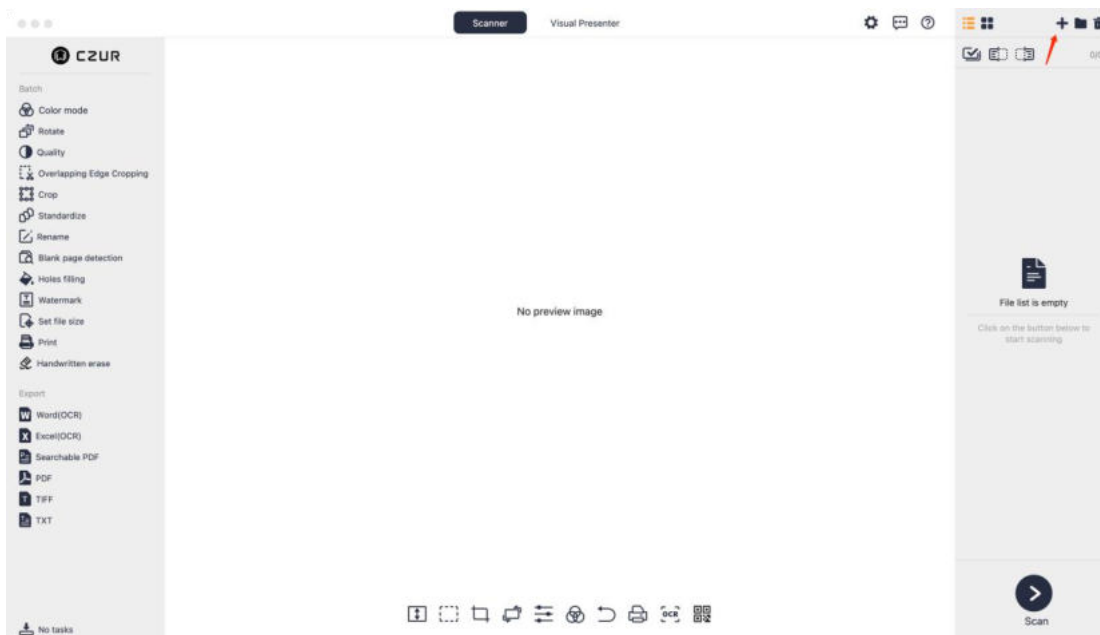 Scanner
Visual Presenter
CZUR
Batch
Color mode
Rotate
Quality
Overlapping Edge Cropping
Crop
Standardize
Rename
Blank page detection
Holes filling
Watermark
Set file size
Print
Handwritten erase
Export
Word(OCR)
Excel(OCR)
Searchable PDF
PDF
TIFF
TXT
No tasks
No preview image
OCR
File list is empty
Click on the button below to
start scanning
Scan